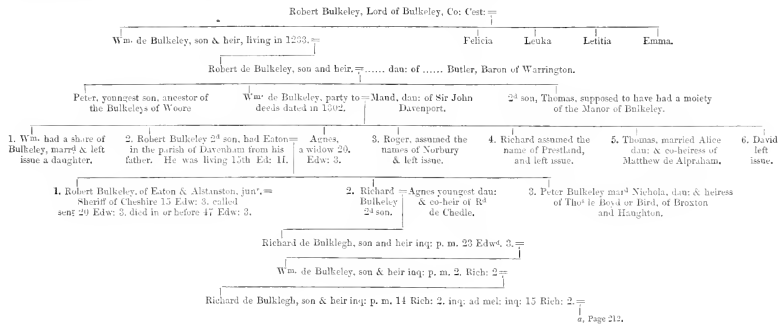 Robert Bulkeley, Lord of Bulkeley, Co: Cest: =
Wm. de Bulkeley, son & heir, living in 1233. =
Felicia
Leuka
Letitia
Emma.
Robert de Bulkeley, son and heir. = ...... dau: of ...... Butler, Baron of Warrington.
Peter, youngest son, ancestor of
the Bulkeleys of Woore
Wm. de Bulkeley, party to
deeds dated in 1302.
= Maud, dau: of Sir John
Davenport.
2d son, Thomas, supposed to have had a moiety
of the Manor of Bulkeley.
1. Wm. had a share of
Bulkeley, marrd & left
issue a daughter.
2. Robert Bulkeley 2d son, had Eaton
in the parish of Davenham from his
father. He was living 15th Ed: II.
= Agnes,
a widow 20.
Edw: 3.
3. Roger, assumed the
names of Norbury
& left issue.
4. Richard assumed the
name of Prestland,
and left issue.
5. Thomas, married Alice
dau: & co-heiress of
Matthew de Alpraham.
6. David
left
issue.
1. Robert Bulkeley, of Eaton & Alstanston, junr. =
Sheriff of Cheshire 15 Edw: 3. called
senr 20 Edw: 3. died in or before 47 Edw: 3.
2. Richard
Bulkeley
2d son.
= Agnes youngest dau:
& co-heir of Rd
de Chedle.
3. Peter Bulkeley mard Nichola, dau: & heiress
of Thos le Boyd or Bird, of Broxton
and Haughton.
Richard de Bulklegh, son and heir inq: p. m. 23 Edwd. 3. =
Wm. de Bulkeley, son & heir inq: p. m. 2. Rich: 2 =
Richard de Bulklegh, son & heir inq: p. m. 14 Rich: 2. inq: ad mel: inq: 15 Rich: 2. =
a, Page 212.